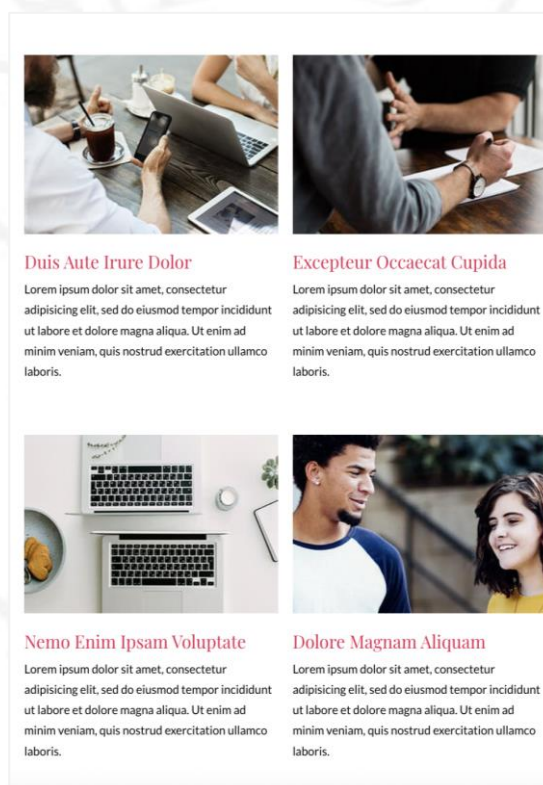 Duis Aute Irure Dolor
Lorem ipsum dolor sit amet, consectetur
adipisicing elit, sed do eiusmod tempor incididunt
ut labore et dolore magna aliqua. Ut enim ad
minim veniam, quis nostrud exercitation ullamco
laboris.
Excepteur Occaecat Cupida
Lorem ipsum dolor sit amet, consectetur
adipisicing elit, sed do eiusmod tempor incididunt
ut labore et dolore magna aliqua. Ut enim ad
minim veniam, quis nostrud exercitation ullamco
laboris.
Nemo Enim Ipsam Voluptate
Lorem ipsum dolor sit amet, consectetur
adipisicing elit, sed do eiusmod tempor incididunt
ut labore et dolore magna aliqua. Ut enim ad
minim veniam, quis nostrud exercitation ullamco
laboris.
Dolore Magnam Aliquam
Lorem ipsum dolor sit amet, consectetur
adipisicing elit, sed do eiusmod tempor incididunt
ut labore et dolore magna aliqua. Ut enim ad
minim veniam, quis nostrud exercitation ullamco
laboris.